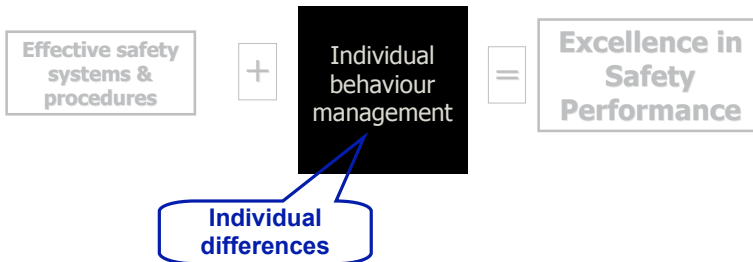 Effective safety
systems &
procedures
+
Individual
behaviour
management
=
Excellence in
Safety
Performance
Individual
differences